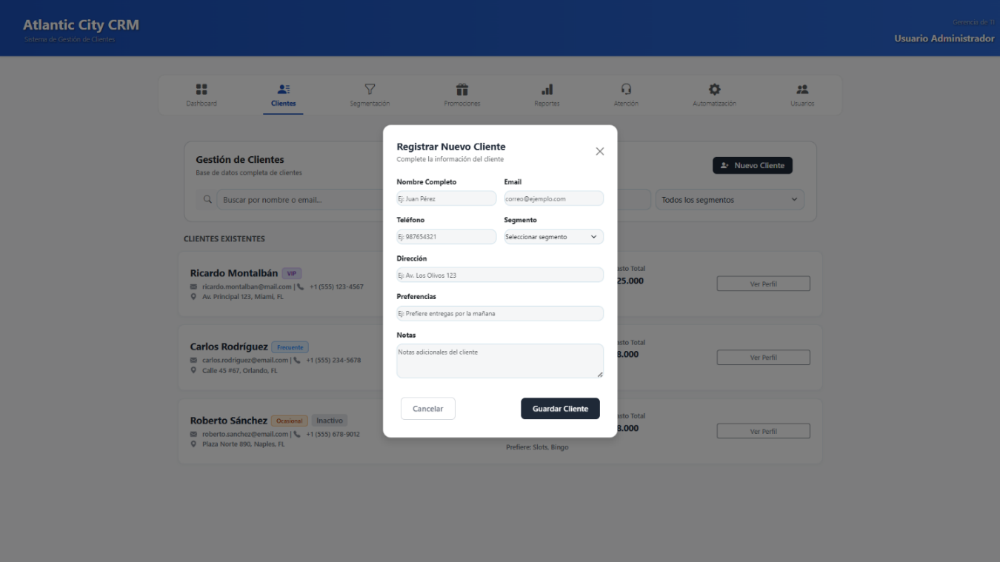 Atlantic City CRM
Sistema de Gestión de Clientes
Gerencia de TI
Usuario Administrador
Dashboard
Clientes
Segmentación
Promociones
Reportes
Atención
Automatización
Usuarios
Gestión de Clientes
Base de datos completa de clientes
Nuevo Cliente
Buscar por nombre o email...
Todos los segmentos
CLIENTES EXISTENTES
Ricardo Montalbán VIP
ricardo.montalban@mail.com | +1 (555) 123-4567
Av. Principal 123, Miami, FL
asto Total
25.000
Ver Perfil
Carlos Rodríguez Frecuente
carlos.rodriguez@email.com | +1 (555) 234-5678
Calle 45 #67, Orlando, FL
asto Total
8.000
Ver Perfil
Roberto Sánchez Ocasional Inactivo
roberto.sanchez@email.com | +1 (555) 678-9012
Plaza Norte 890, Naples, FL
Prefiere: Slots, Bingo
asto Total
8.000
Ver Perfil
Registrar Nuevo Cliente
Complete la información del cliente
Nombre Completo
Ej: Juan Pérez
Email
correo@ejemplo.com
Teléfono
Ej: 987654321
Segmento
Seleccionar segmento
Dirección
Ej: Av. Los Olivos 123
Preferencias
Ej: Prefiere entregas por la mañana
Notas
Notas adicionales del cliente
Cancelar
Guardar Cliente